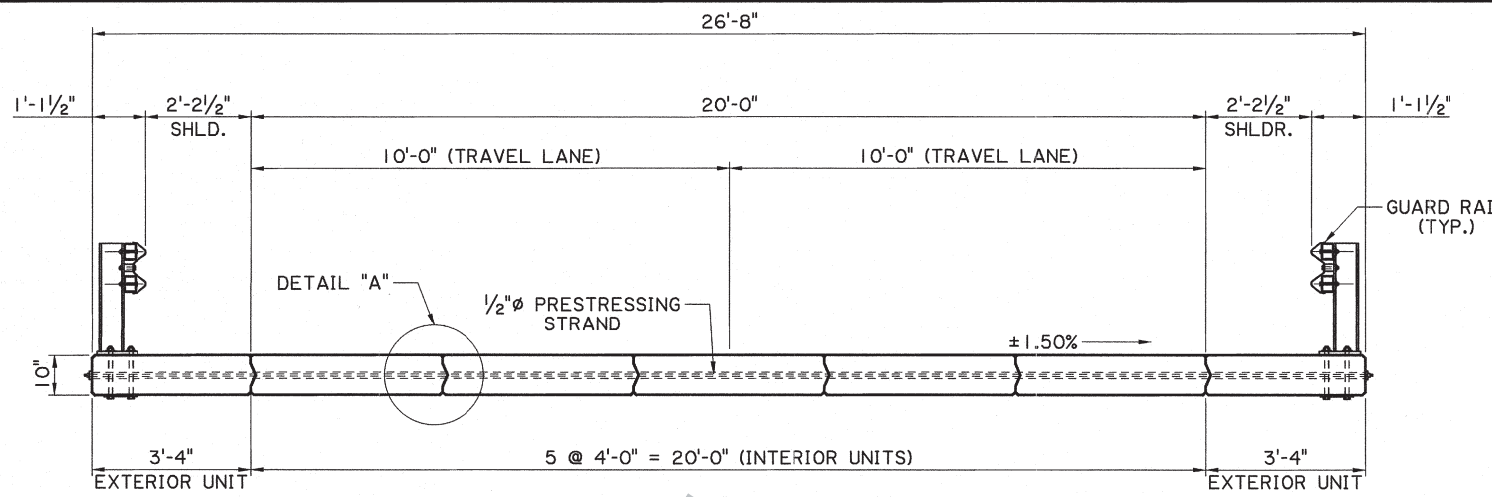 26'-8"
1'-1½"
2'-2½"
SHLD.
20'-0"
2'-2½"
SHLDR.
1'-1½"
10'-0" (TRAVEL LANE)
10'-0" (TRAVEL LANE)
GUARD RAI
(TYP.)
DETAIL "A"
½"ø PRESTRESSING
STRAND
±1.50%
10"
3'-4"
EXTERIOR UNIT
5 @ 4'-0" = 20'-0" (INTERIOR UNITS)
3'-4"
EXTERIOR UNIT